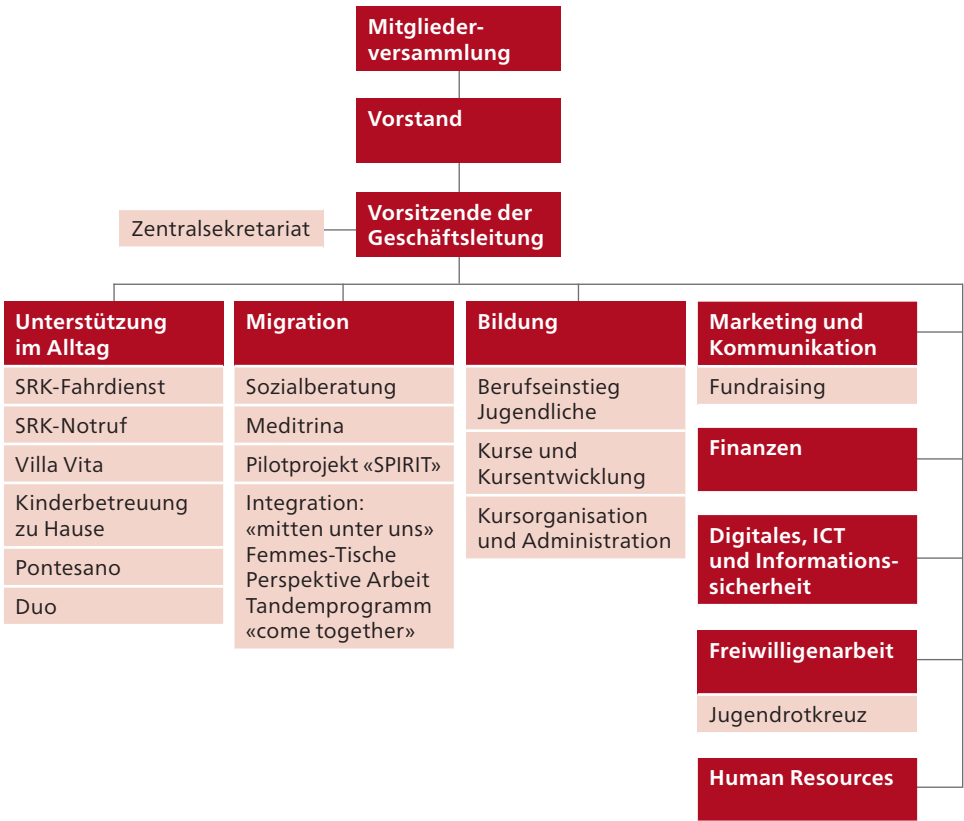 Mitglieder-
versammlung
Vorstand
Zentralsekretariat
Vorsitzende der
Geschäftsleitung
Unterstützung
im Alltag
SRK-Fahrdienst
SRK-Notruf
Villa Vita
Kinderbetreuung
zu Hause
Pontesano
Duo
Migration
Sozialberatung
Meditrina
Pilotprojekt «SPIRIT»
Integration:
«mitten unter uns»
Femmes-Tische
Perspektive Arbeit
Tandemprogramm
«come together»
Bildung
Berufseinstieg
Jugendliche
Kurse und
Kursentwicklung
Kursorganisation
und Administration
Marketing und
Kommunikation
Fundraising
Finanzen
Digitales, ICT
und Informations-
sicherheit
Freiwilligenarbeit
Jugendrotkreuz
Human Resources